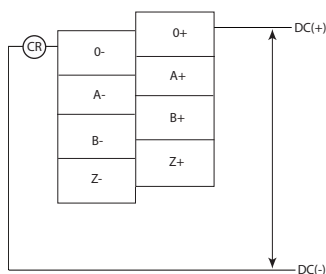 0+
DC(+)
CR
0-
A+
A-
B+
B-
Z+
Z-
DC(-)